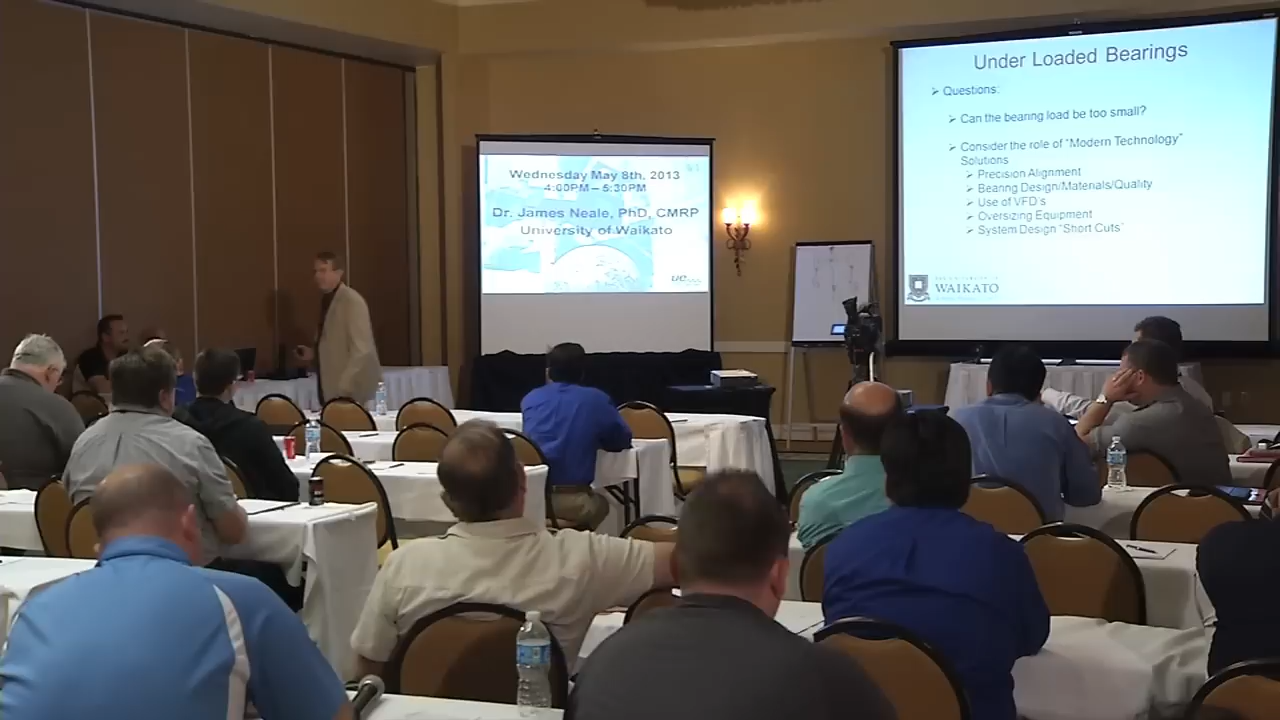 Wednesday May 8th, 2013
4:00PM – 5:30PM
Dr. James Neale, PhD, CMRP
University of Waikato
Under Loaded Bearings
➢ Questions:
➢ Can the bearing load be too small?
➢ Consider the role of "Modern Technology"
Solutions
➢ Precision Alignment
➢ Bearing Design/Materials/Quality
➢ Use of VFD's
➢ Oversizing Equipment
➢ System Design "Short Cuts"
WAIKATO